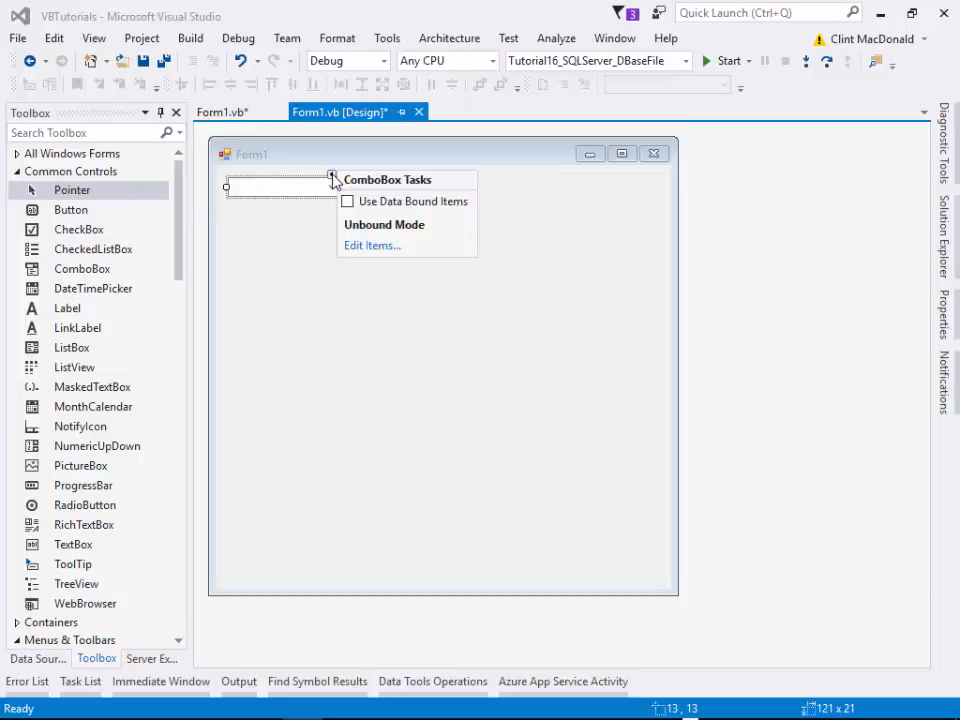 VBTutorials - Microsoft Visual Studio
3
Quick Launch (Ctrl+Q)
File Edit View Project Build Debug Team Format Tools Architecture Test Analyze Window Help
Clint MacDonald
Debug Any CPU Tutorial16_SQLServer_DBaseFile Start
Toolbox
Form1.vb* Form1.vb [Design]*
Search Toolbox
All Windows Forms
Common Controls
Pointer
Button
CheckBox
CheckedListBox
ComboBox
DateTimePicker
Label
LinkLabel
ListBox
ListView
MaskedTextBox
MonthCalendar
NotifyIcon
NumericUpDown
PictureBox
ProgressBar
RadioButton
RichTextBox
TextBox
ToolTip
TreeView
WebBrowser
Containers
Menus & Toolbars
Data Sour... Toolbox Server Ex...
Form1
ComboBox Tasks
Use Data Bound Items
Unbound Mode
Edit Items...
Diagnostic Tools
Solution Explorer
Properties
Notifications
Error List Task List Immediate Window Output Find Symbol Results Data Tools Operations Azure App Service Activity
Ready 13 , 13 121 x 21